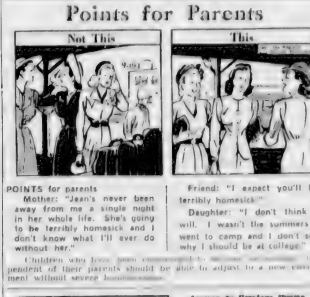 Points for Parents
Not This
This
POINTS for parents
Mother: "Jean's never been
away from me a single night
in her whole life. She's going
to be terribly homesick and I
don't know what I'll ever do
without her."
Friend: "I expect you'll
terribly homesick."
Daughter: "I don't think
will. I wasn't the summers
went to camp and I don't
why I should be at college."
Children who have been
pendent of their parents should be able to adjust to a new
ment without severe